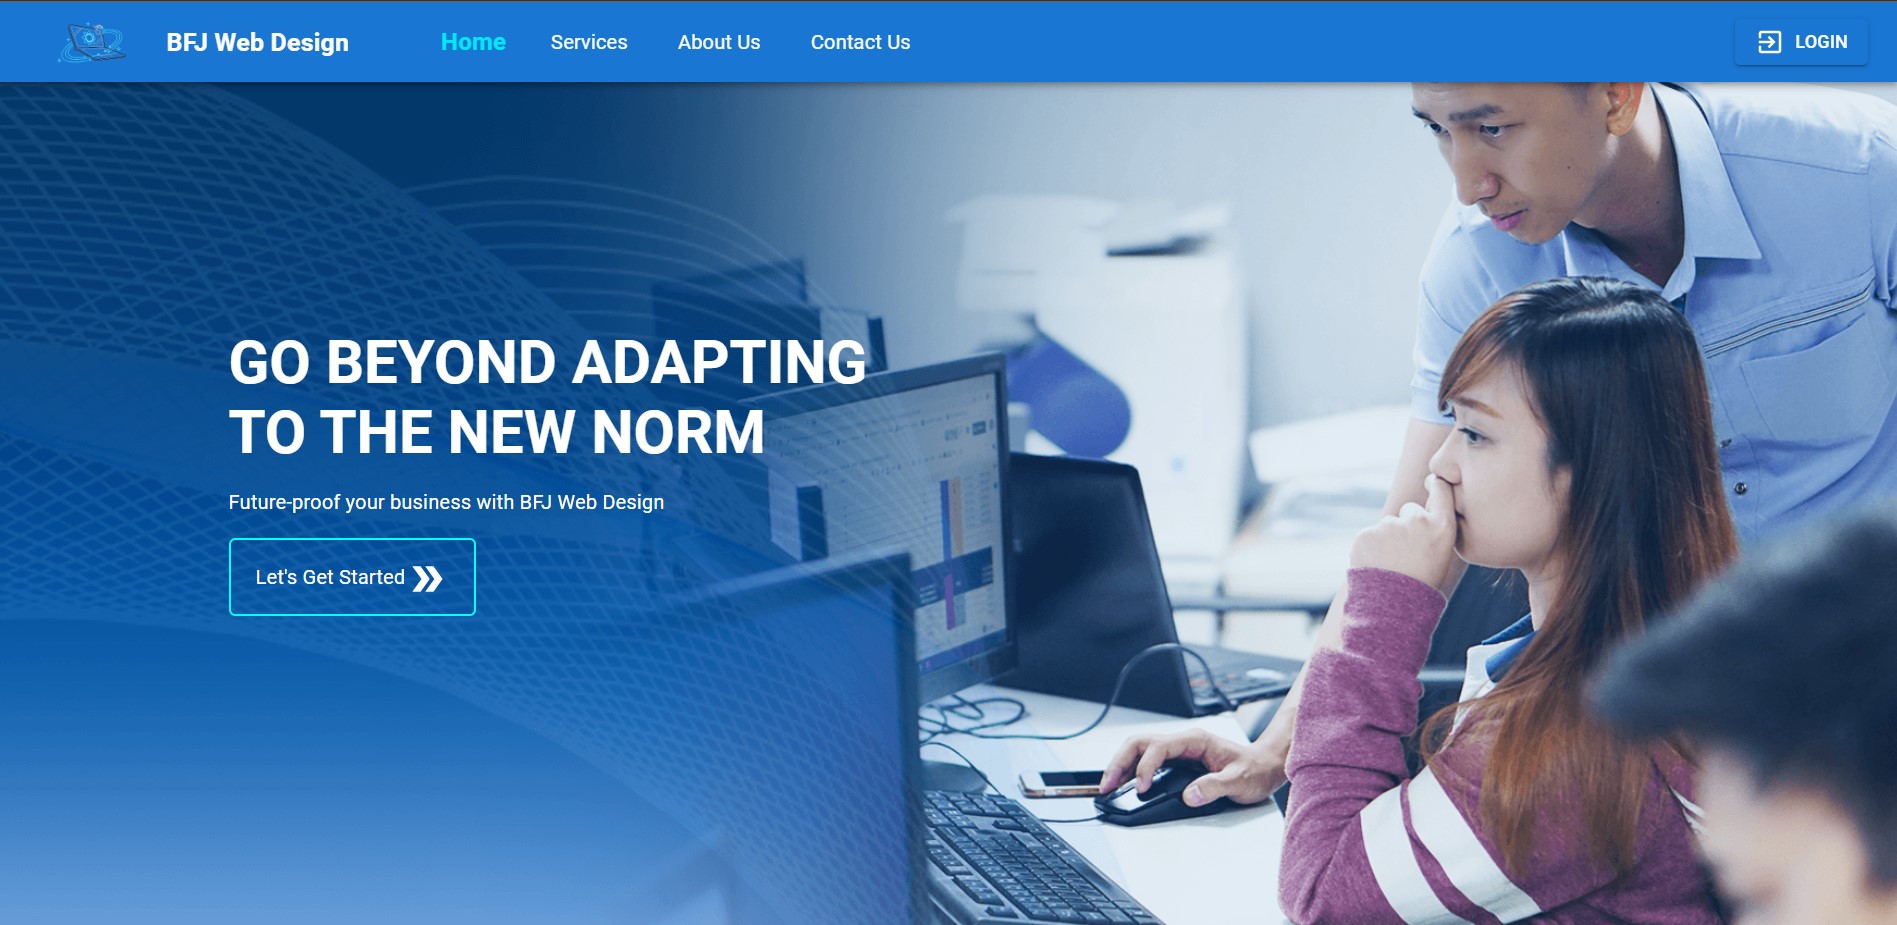 BFJ Web Design
Home
Services
About Us
Contact Us
LOGIN
GO BEYOND ADAPTING
TO THE NEW NORM
Future-proof your business with BFJ Web Design
Let's Get Started